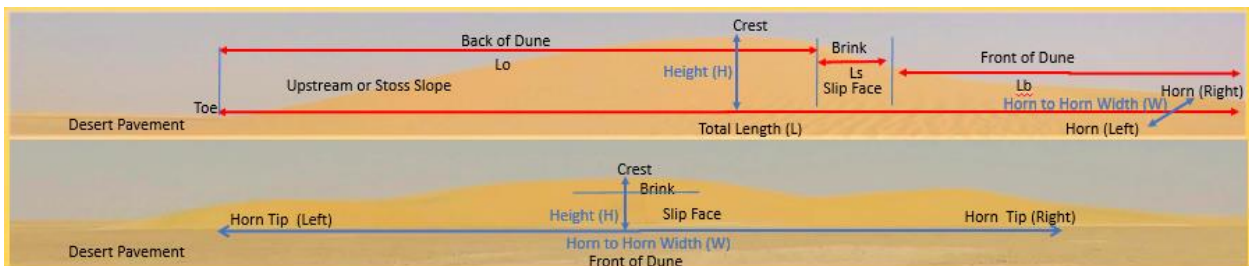 Crest
Back of Dune
Brink
Lo
Height (H)
Front of Dune
Ls
Upstream or Stoss Slope
Slip Face
Lb
Horn (Right)
Toe
Horn to Horn Width (W)
Desert Pavement
Total Length (L)
Horn (Left)
Crest
Brink
Horn Tip (Left)
Height (H)
Slip Face
Horn Tip (Right)
Horn to Horn Width (W)
Desert Pavement
Front of Dune